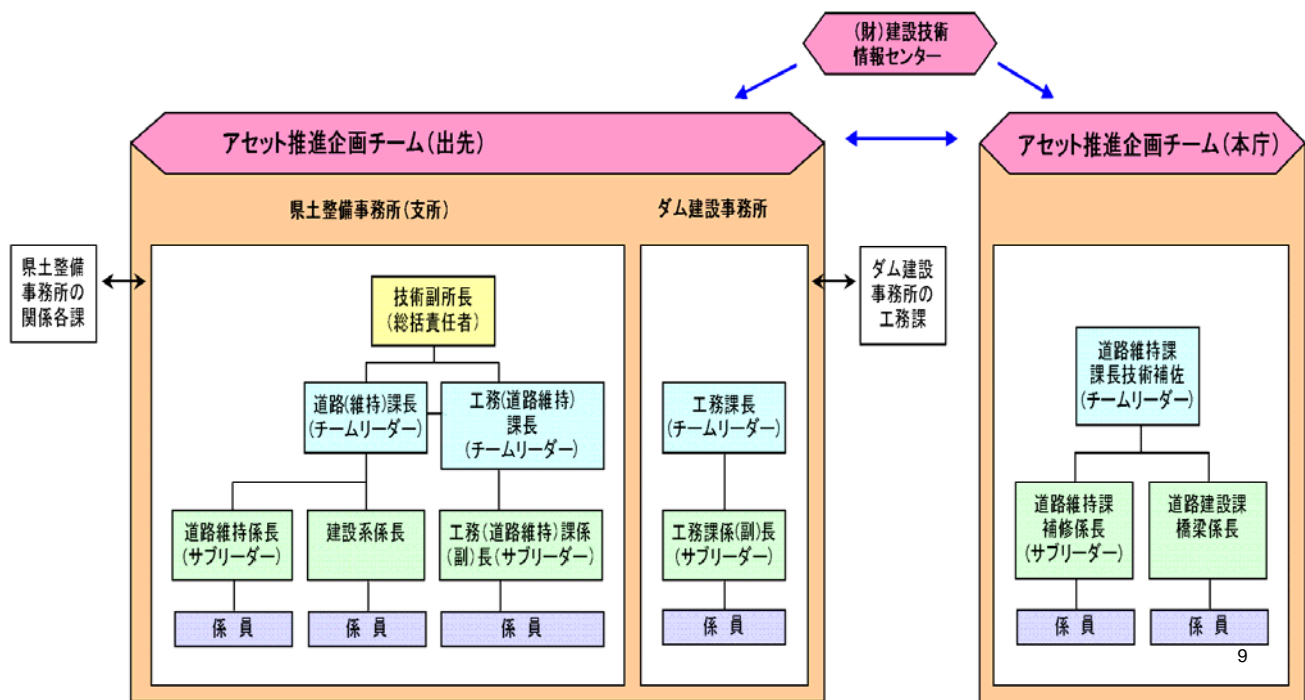 (財)建設技術
情報センター
アセット推進企画チーム(出先)
アセット推進企画チーム(本庁)
県土整備事務所(支所)
ダム建設事務所
県土整備
事務所の
関係各課
技術副所長
(総括責任者)
道路(維持)課長
(チームリーダー)
工務(道路維持)
課長
(チームリーダー)
道路維持係長
(サブリーダー)
建設系係長
工務(道路維持)課係
(副)長(サブリーダー)
係 員
係 員
係 員
工務課長
(チームリーダー)
工務課係(副)長
(サブリーダー)
係 員
ダム建設
事務所の
工務課
道路維持課
課長技術補佐
(チームリーダー)
道路維持課
補修係長
(サブリーダー)
道路建設課
橋梁係長
係 員
係 員
9